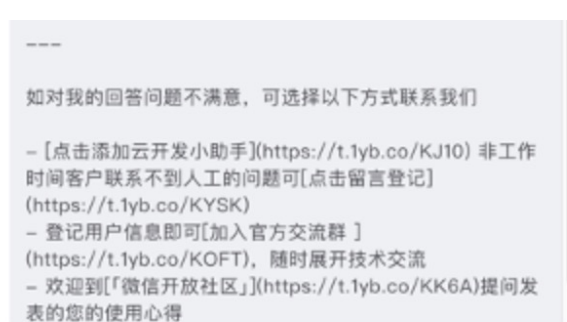 ---
如对我的回答问题不满意，可选择以下方式联系我们
- [点击添加云开发小助手](https://t.1yb.co/KJ10) 非工作
时间客户联系不到人工的问题可[点击留言登记]
(https://t.1yb.co/KYSK)
- 登记用户信息即可[加入官方交流群 ]
(https://t.1yb.co/KOFT)，随时展开技术交流
- 欢迎到[「微信开放社区」](https://t.1yb.co/KK6A)提问发
表的您的使用心得